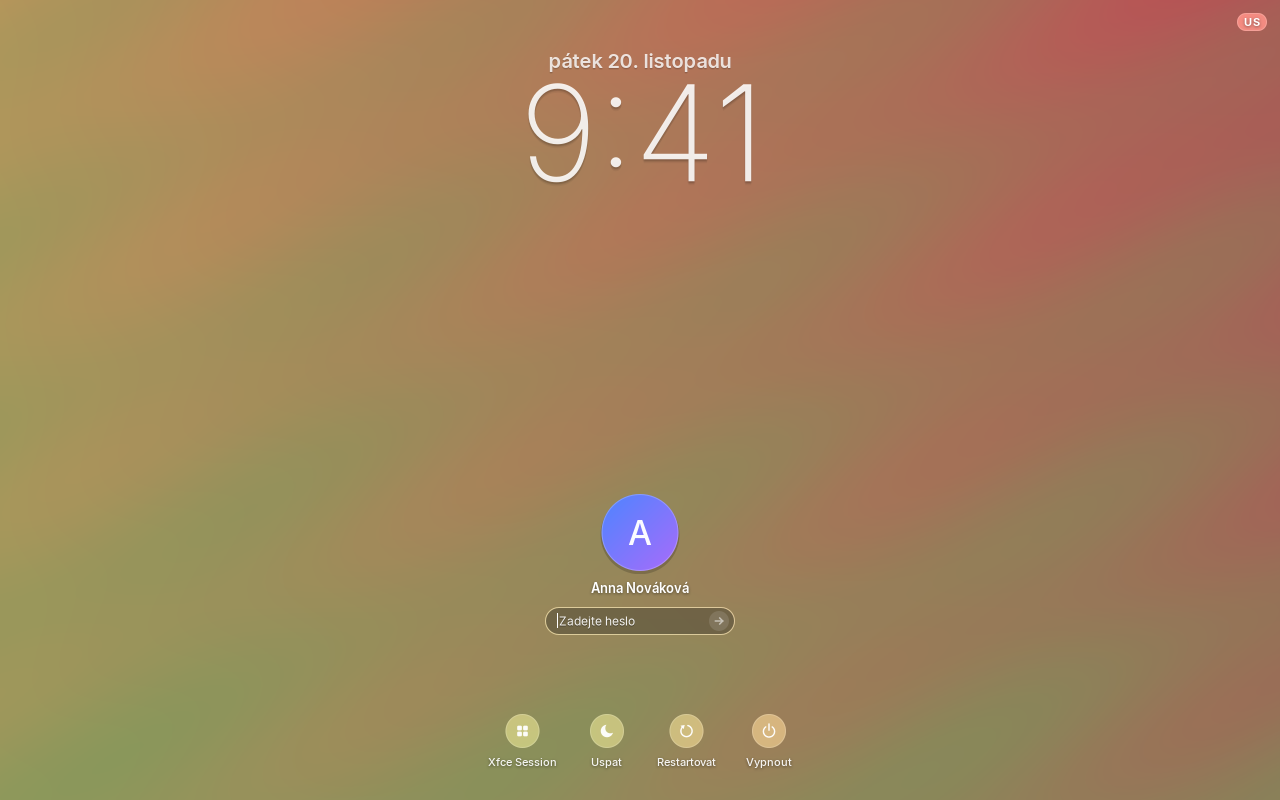 US
pátek 20. listopadu
9:41
A
Anna Nováková
Zadejte heslo
Xfce Session
Uspat
Restartovat
Vypnout